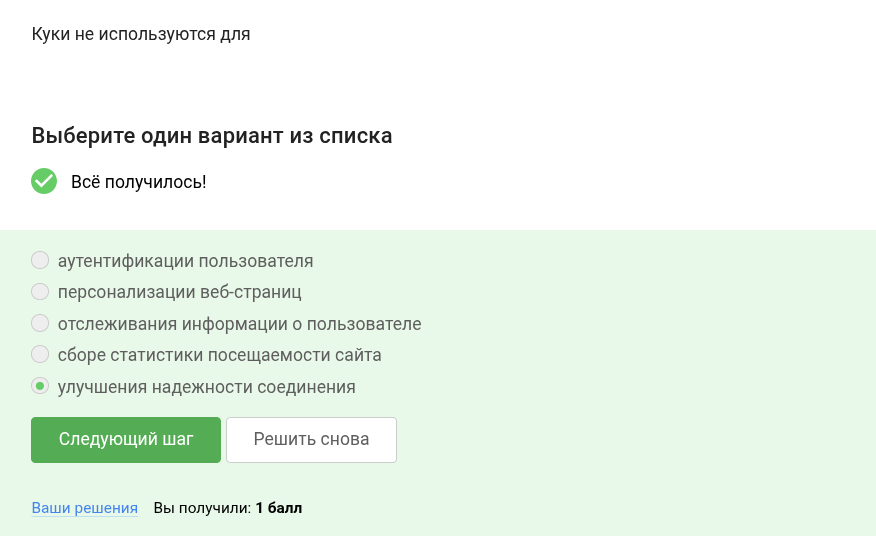 Куки не используются для
Выберите один вариант из списка
Всё получилось!
аутентификации пользователя
персонализации веб-страниц
отслеживания информации о пользователе
сборе статистики посещаемости сайта
улучшения надежности соединения
Следующий шаг
Решить снова
Ваши решения Вы получили: 1 балл